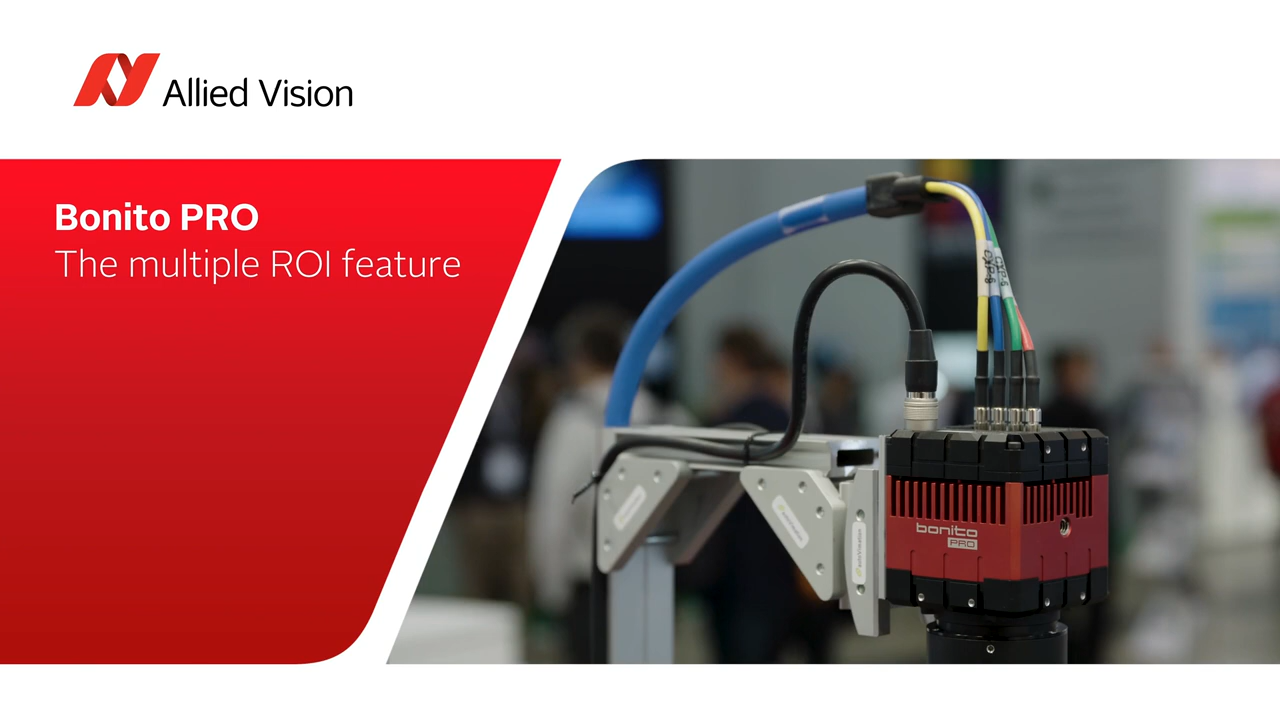 Allied Vision
Bonito PRO
The multiple ROI feature
bonito
PRO